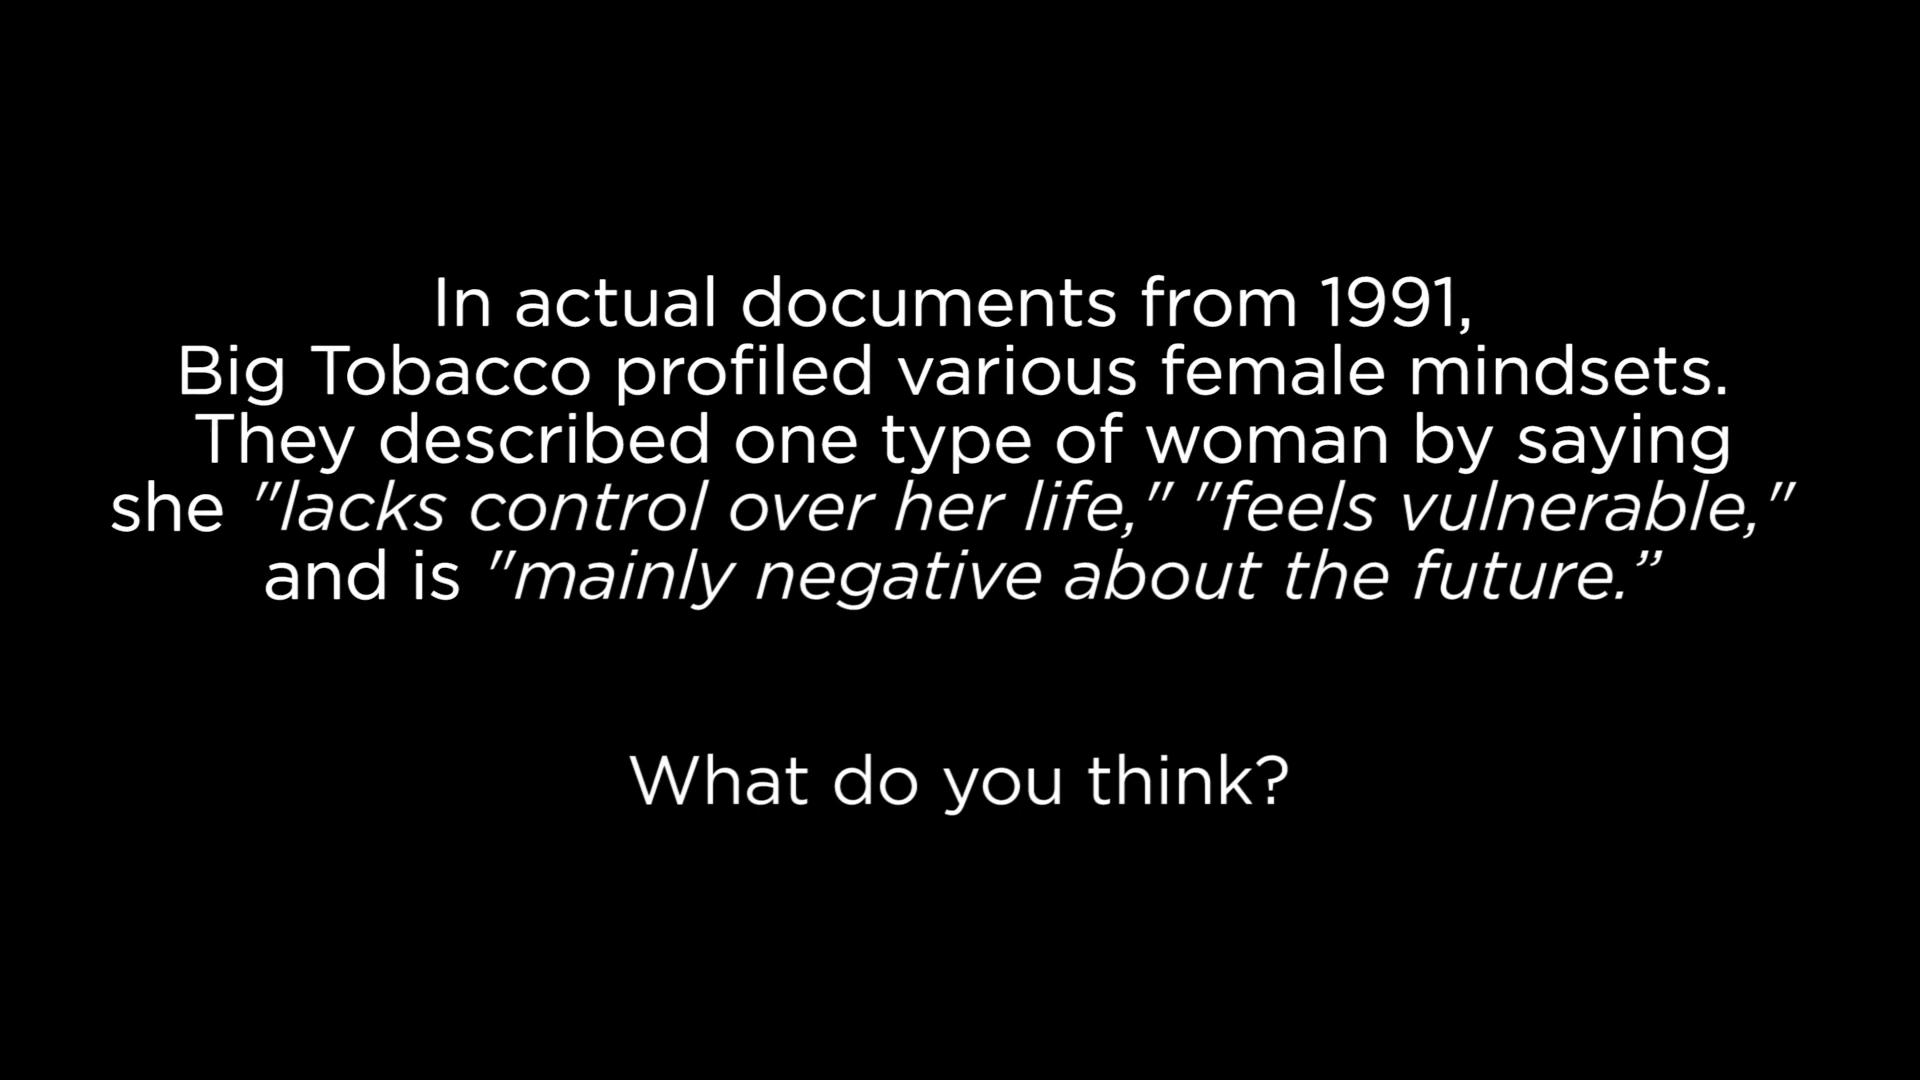 In actual documents from 1991,
Big Tobacco profiled various female mindsets.
They described one type of woman by saying
she "lacks control over her life," "feels vulnerable,"
and is "mainly negative about the future.”
What do you think?